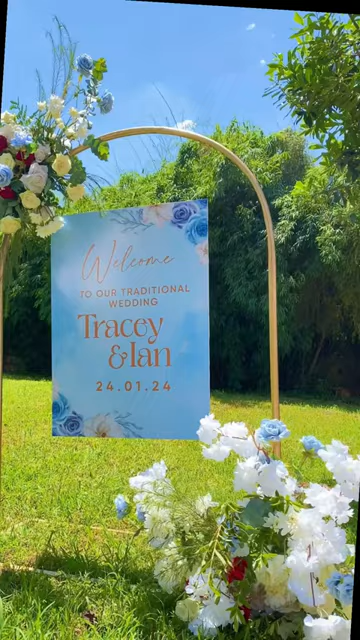 Welcome
TO OUR TRADITIONAL
WEDDING
Tracey
&Ian
24.01.24